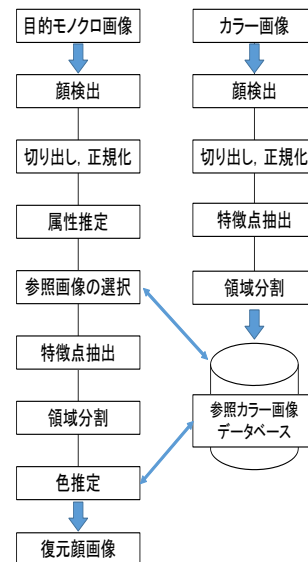 目的モノクロ画像
顔検出
切り出し, 正規化
属性推定
参照画像の選択
特徴点抽出
領域分割
色推定
復元顔画像
カラー画像
顔検出
切り出し, 正規化
特徴点抽出
領域分割
参照カラー画像
データベース